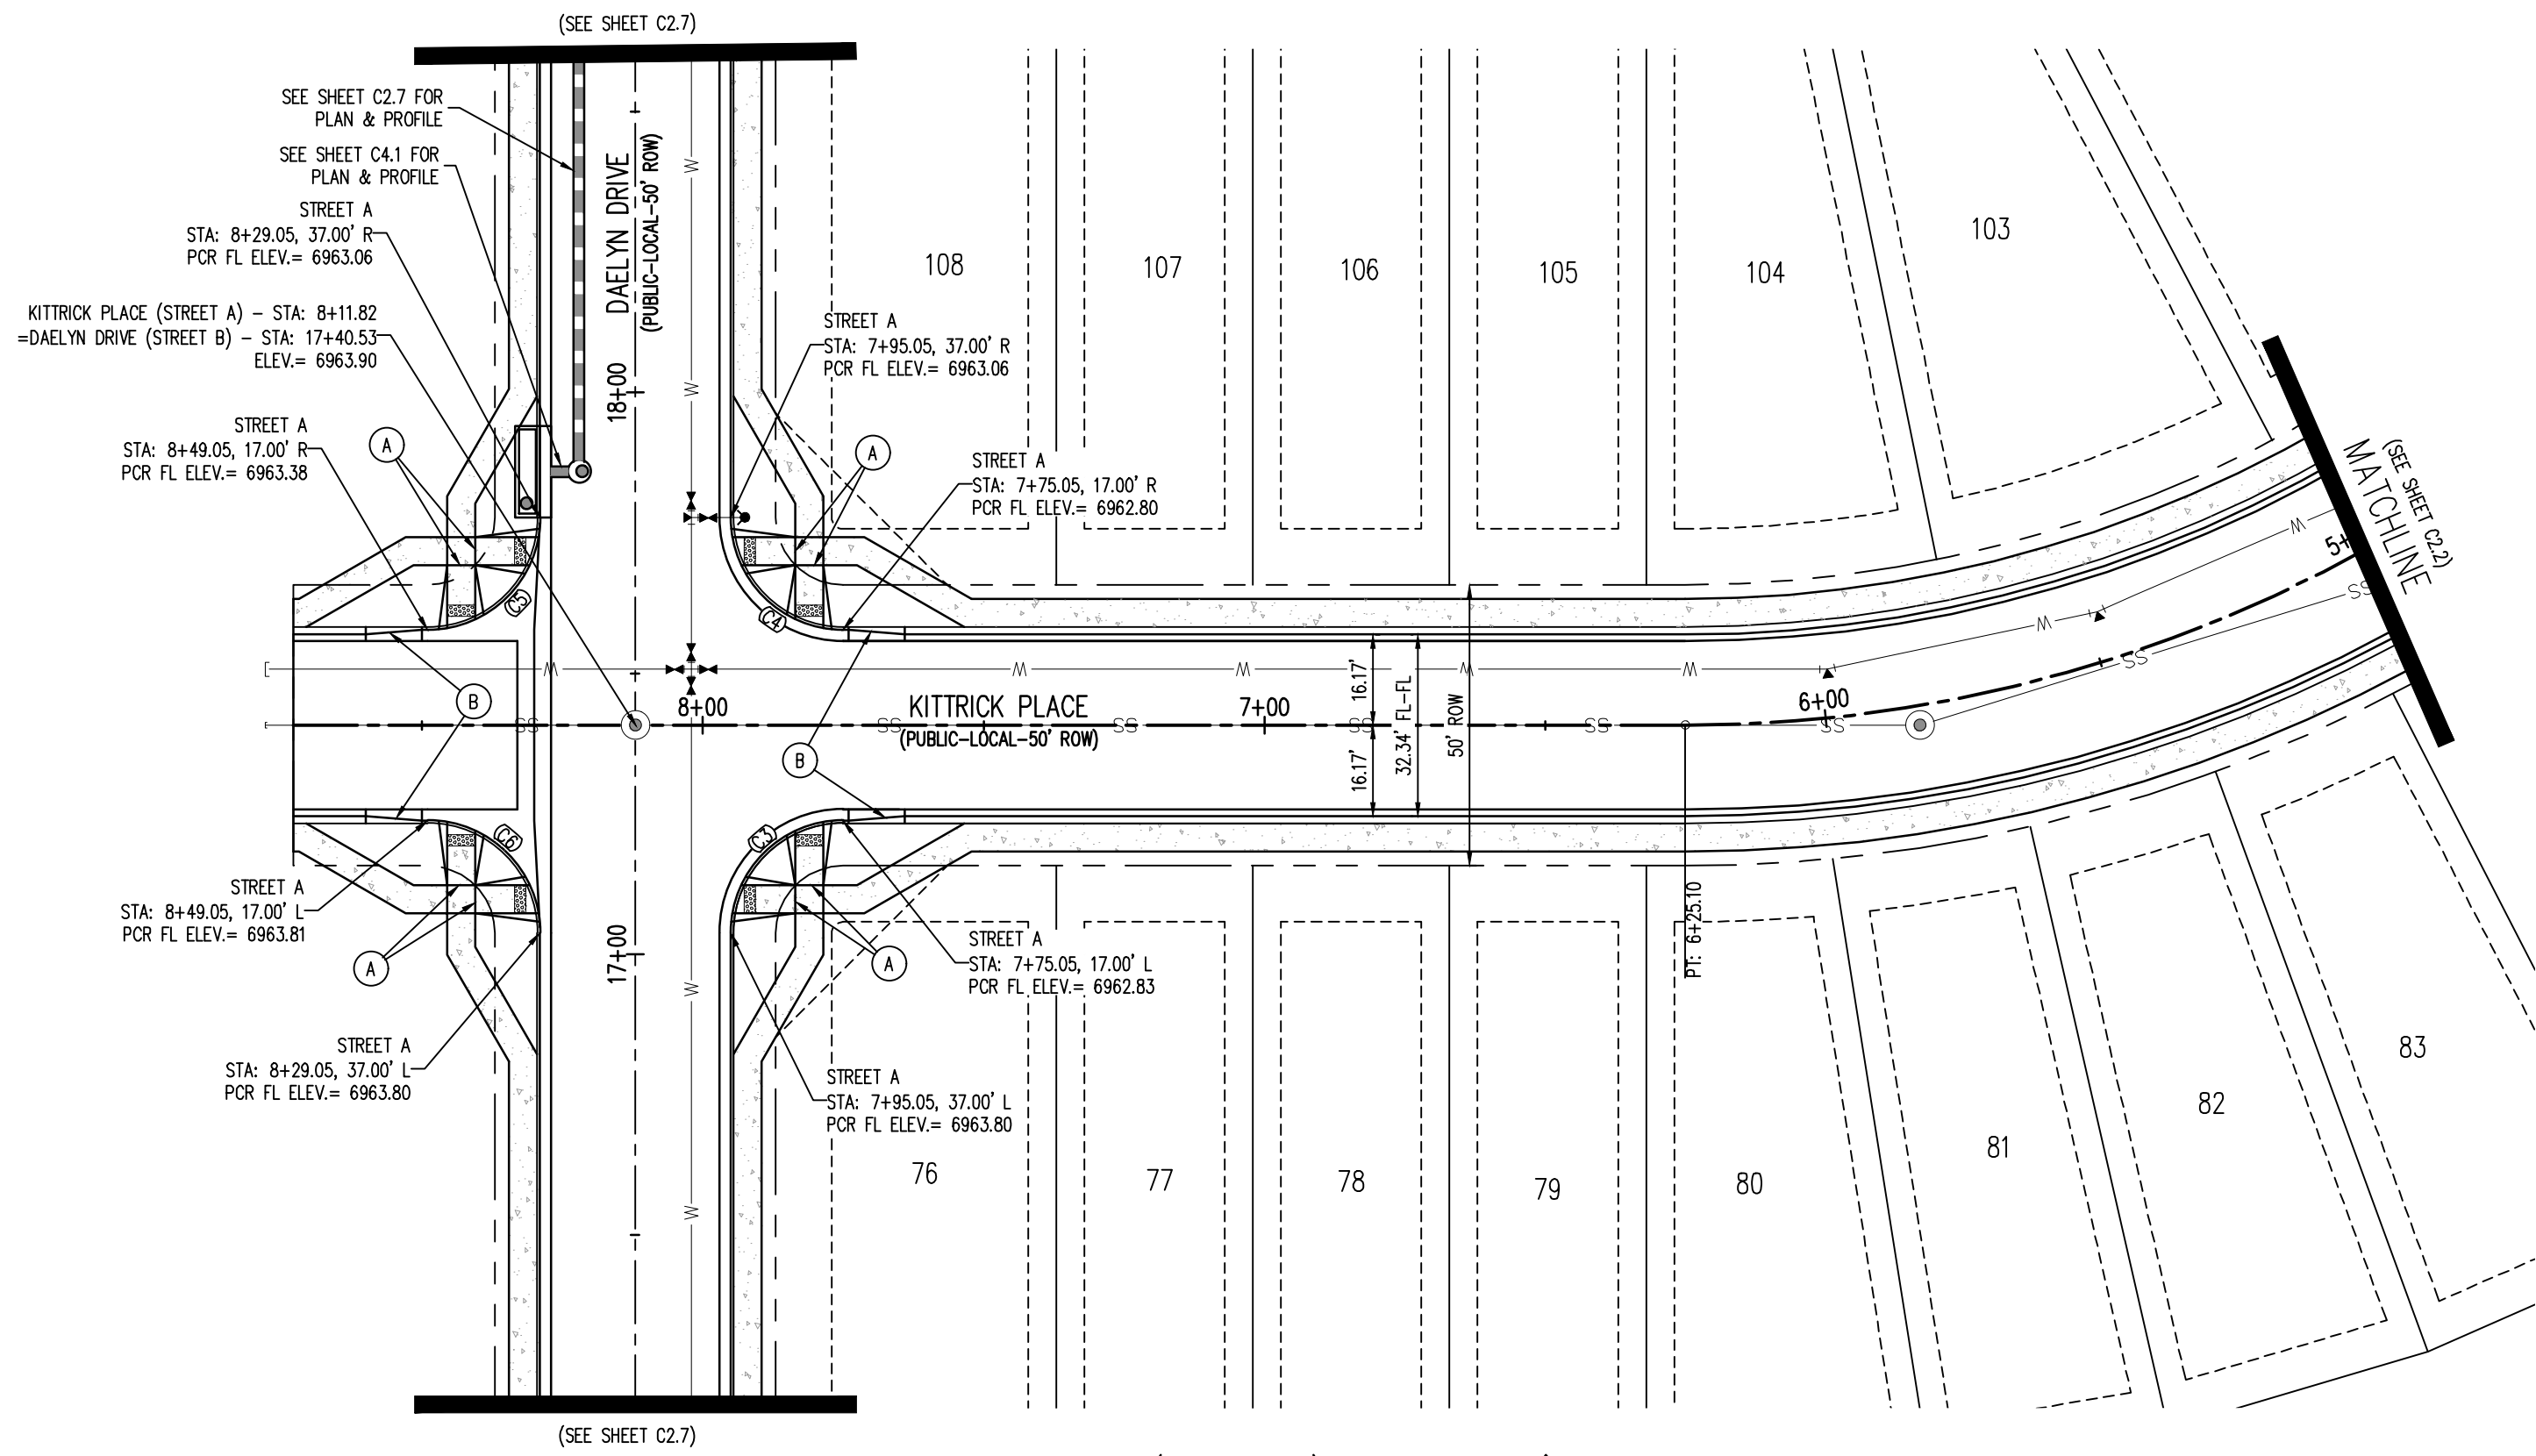 (SEE SHEET C2.7)
SEE SHEET C2.7 FOR
PLAN & PROFILE
SEE SHEET C4.1 FOR
PLAN & PROFILE
STREET A
STA: 8+29.05, 37.00' R
PCR FL ELEV.= 6963.06
KITTRICK PLACE (STREET A) - STA: 8+11.82
=DAELYN DRIVE (STREET B) - STA: 17+40.53
ELEV.= 6963.90
STREET A
STA: 8+49.05, 17.00' R
PCR FL ELEV.= 6963.38
A
DAELYN DRIVE
(PUBLIC-LOCAL-50' ROW)
W
W
18+00
STREET A
STA: 7+95.05, 37.00' R
PCR FL ELEV.= 6963.06
A
STREET A
STA: 7+75.05, 17.00' R
PCR FL ELEV.= 6962.80
108
107
106
105
104
103
(SEE SHEET C2.2)
MATCHLINE
5+
C5
C4
W
W
W
W
W
W
W
B
8+00
KITTRICK PLACE
(PUBLIC-LOCAL-50' ROW)
7+00
6+00
SS
SS
SS
SS
SS
SS
SS
SS
16.17'
16.17'
32.34' FL-FL
50' ROW
B
PT: 6+25.10
C6
C3
STREET A
STA: 8+49.05, 17.00' L
PCR FL ELEV.= 6963.81
A
17+00
W
W
A
STREET A
STA: 7+75.05, 17.00' L
PCR FL ELEV.= 6962.83
STREET A
STA: 8+29.05, 37.00' L
PCR FL ELEV.= 6963.80
STREET A
STA: 7+95.05, 37.00' L
PCR FL ELEV.= 6963.80
76
77
78
79
80
81
82
83
(SEE SHEET C2.7)